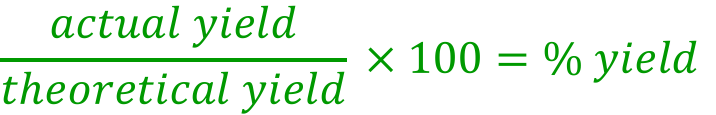 actual yield
theoretical yield × 100 = % yield